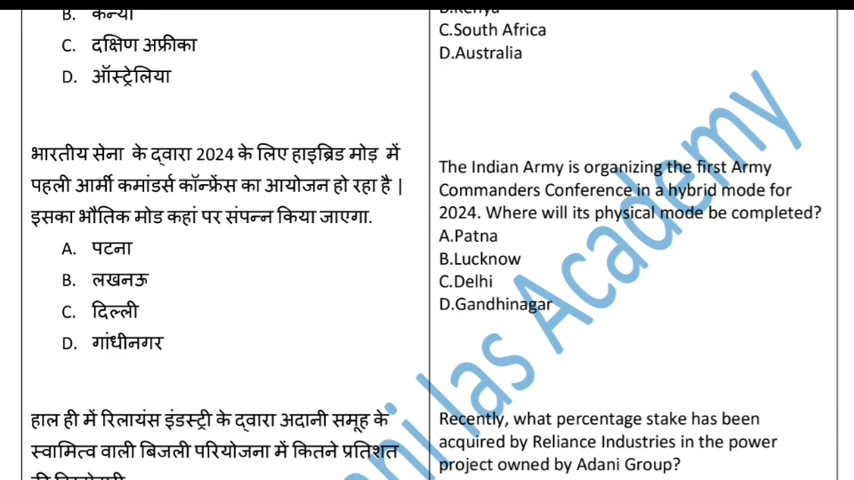 B. कन्या
C. दक्षिण अफ्रीका
D. ऑस्ट्रेलिया
भारतीय सेना के द्वारा 2024 के लिए हाइब्रिड मोड़ में
पहली आर्मी कमांडर्स कॉन्फ्रेंस का आयोजन हो रहा है |
इसका भौतिक मोड कहां पर संपन्न किया जाएगा.
A. पटना
B. लखनऊ
C. दिल्ली
D. गांधीनगर
हाल ही में रिलायंस इंडस्ट्री के द्वारा अदानी समूह के
स्वामित्व वाली बिजली परियोजना में कितने प्रतिशत
B.Kenya
C.South Africa
D.Australia
The Indian Army is organizing the first Army
Commanders Conference in a hybrid mode for
2024. Where will its physical mode be completed?
A.Patna
B.Lucknow
C.Delhi
D.Gandhinagar
Recently, what percentage stake has been
acquired by Reliance Industries in the power
project owned by Adani Group?
Ias Academy